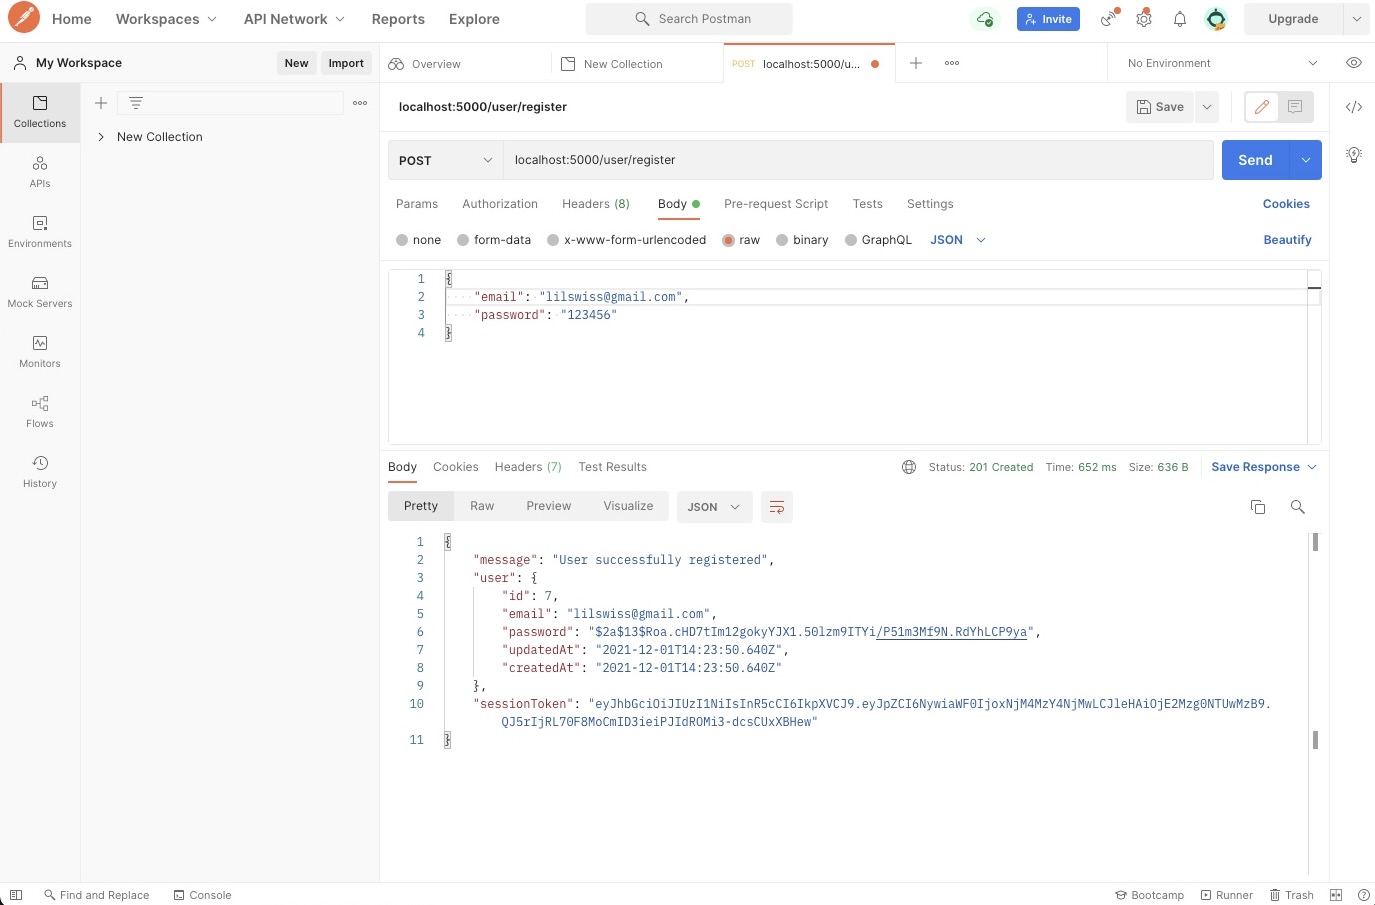 Home Workspaces API Network Reports Explore Search Postman Invite Upgrade
My Workspace New Import Overview New Collection POST localhost:5000/u... No Environment
Collections
New Collection
APIs
Environments
Mock Servers
Monitors
Flows
History
localhost:5000/user/register Save
POST localhost:5000/user/register Send
Params Authorization Headers (8) Body Pre-request Script Tests Settings Cookies
none form-data x-www-form-urlencoded raw binary GraphQL JSON Beautify
1 {
2 "email": "lilswiss@gmail.com",
3 "password": "123456"
4 }
Body Cookies Headers (7) Test Results Status: 201 Created Time: 652 ms Size: 636 B Save Response
Pretty Raw Preview Visualize JSON
1 {
2 "message": "User successfully registered",
3 "user": {
4 "id": 7,
5 "email": "lilswiss@gmail.com",
6 "password": "$2a$13$Roa.cHD7tIm12gokyYJX1.50lzm9ITYi/P51m3Mf9N.RdYhLCP9ya",
7 "updatedAt": "2021-12-01T14:23:50.640Z",
8 "createdAt": "2021-12-01T14:23:50.640Z"
9 },
10 "sessionToken": "eyJhbGciOiJIUzI1NiIsInR5cCI6IkpXVCJ9.eyJpZCI6NywiaWF0IjoxNjM4MzY4NjMwLCJleHAiOjE2Mzg0NTUwMzB9.
QJ5rIjRL70F8MoCmID3ieiPJIdROMi3-dcsCUxXBHew"
11 }
Find and Replace Console Bootcamp Runner Trash